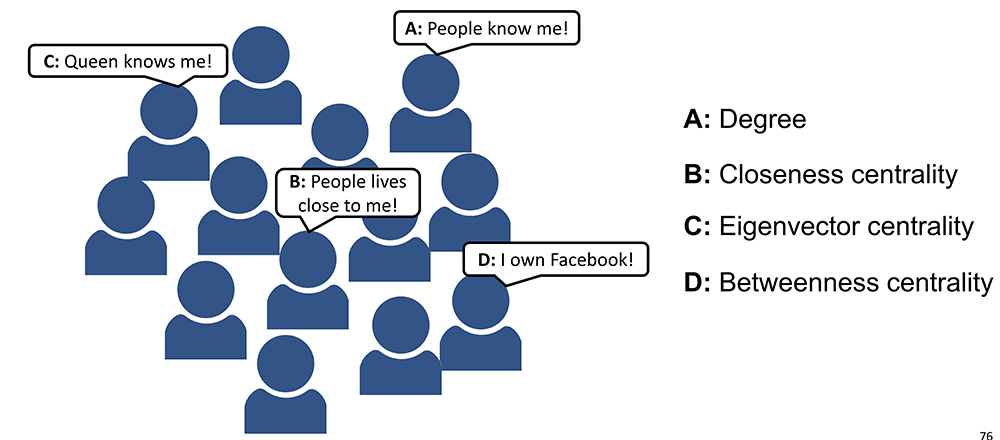 A: People know me!
C: Queen knows me!
B: People lives
close to me!
D: I own Facebook!
A: Degree
B: Closeness centrality
C: Eigenvector centrality
D: Betweenness centrality
76